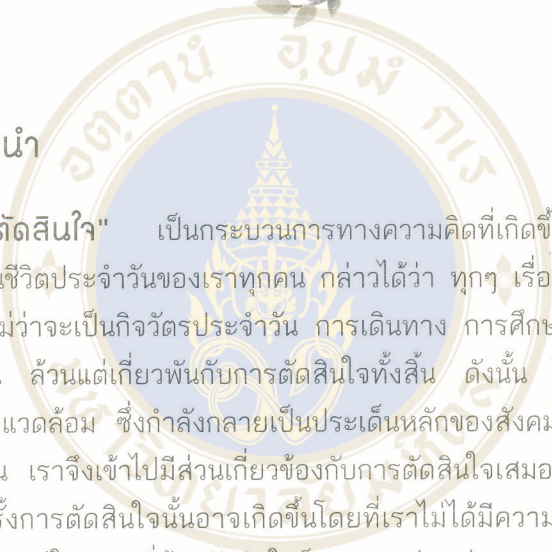 อตฺตานํ อุปมํ กเร
นำ
ตัดสินใจ" เป็นกระบวนการทางความคิดที่เกิดขึ้
ชีวิตประจำวันของเราทุกคน กล่าวได้ว่า ทุกๆ เรื่อ
ม่ว่าจะเป็นกิจวัตรประจำวัน การเดินทาง การศึกษ
ล้วนแต่เกี่ยวพันกับการตัดสินใจทั้งสิ้น ดังนั้น
แวดล้อม ซึ่งกำลังกลายเป็นประเด็นหลักของสังคม
น เราจึงเข้าไปมีส่วนเกี่ยวข้องกับการตัดสินใจเสมอ
รั้งการตัดสินใจนั้นอาจเกิดขึ้นโดยที่เราไม่ได้มีความ
มหาวิทยาลัยมหิดล